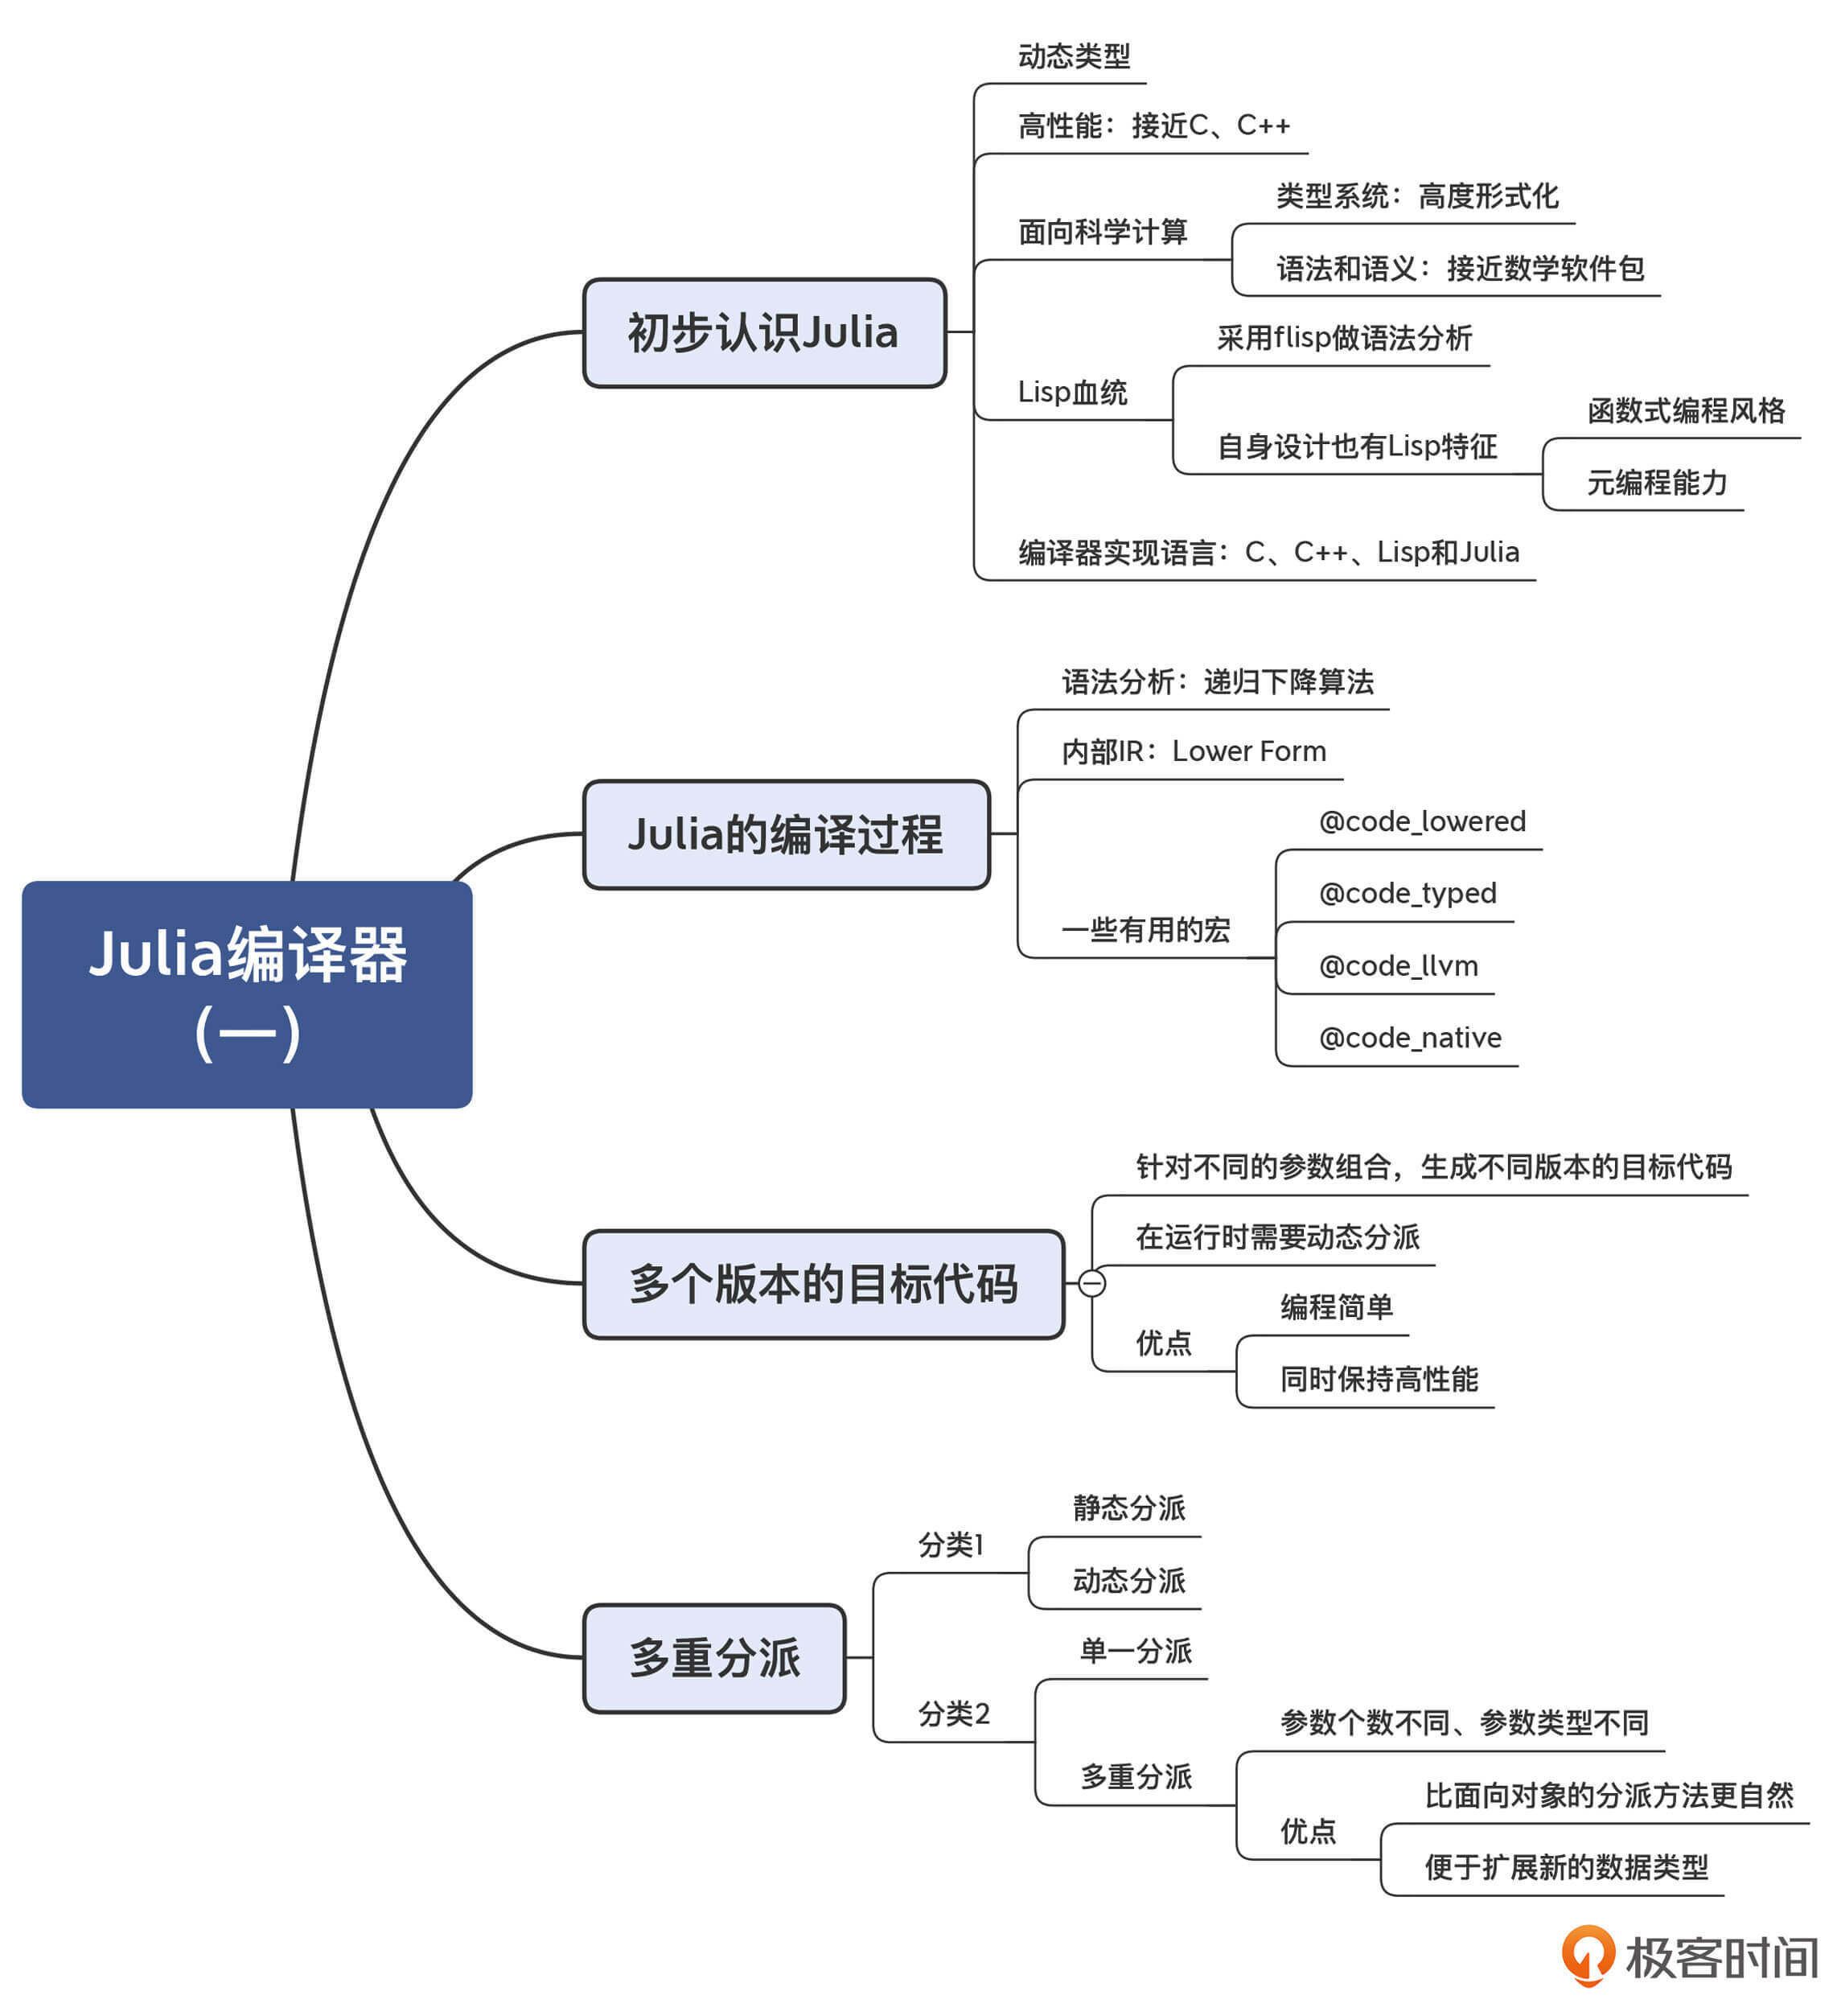 Julia编译器
(一)
初步认识Julia
动态类型
高性能：接近C、C++
面向科学计算
类型系统：高度形式化
语法和语义：接近数学软件包
Lisp血统
采用flisp做语法分析
自身设计也有Lisp特征
函数式编程风格
元编程能力
编译器实现语言：C、C++、Lisp和Julia
Julia的编译过程
语法分析：递归下降算法
内部IR：Lower Form
一些有用的宏
@code_lowered
@code_typed
@code_llvm
@code_native
多个版本的目标代码
针对不同的参数组合，生成不同版本的目标代码
在运行时需要动态分派
优点
编程简单
同时保持高性能
多重分派
分类1
静态分派
动态分派
分类2
单一分派
多重分派
参数个数不同、参数类型不同
优点
比面向对象的分派方法更自然
便于扩展新的数据类型
极客时间